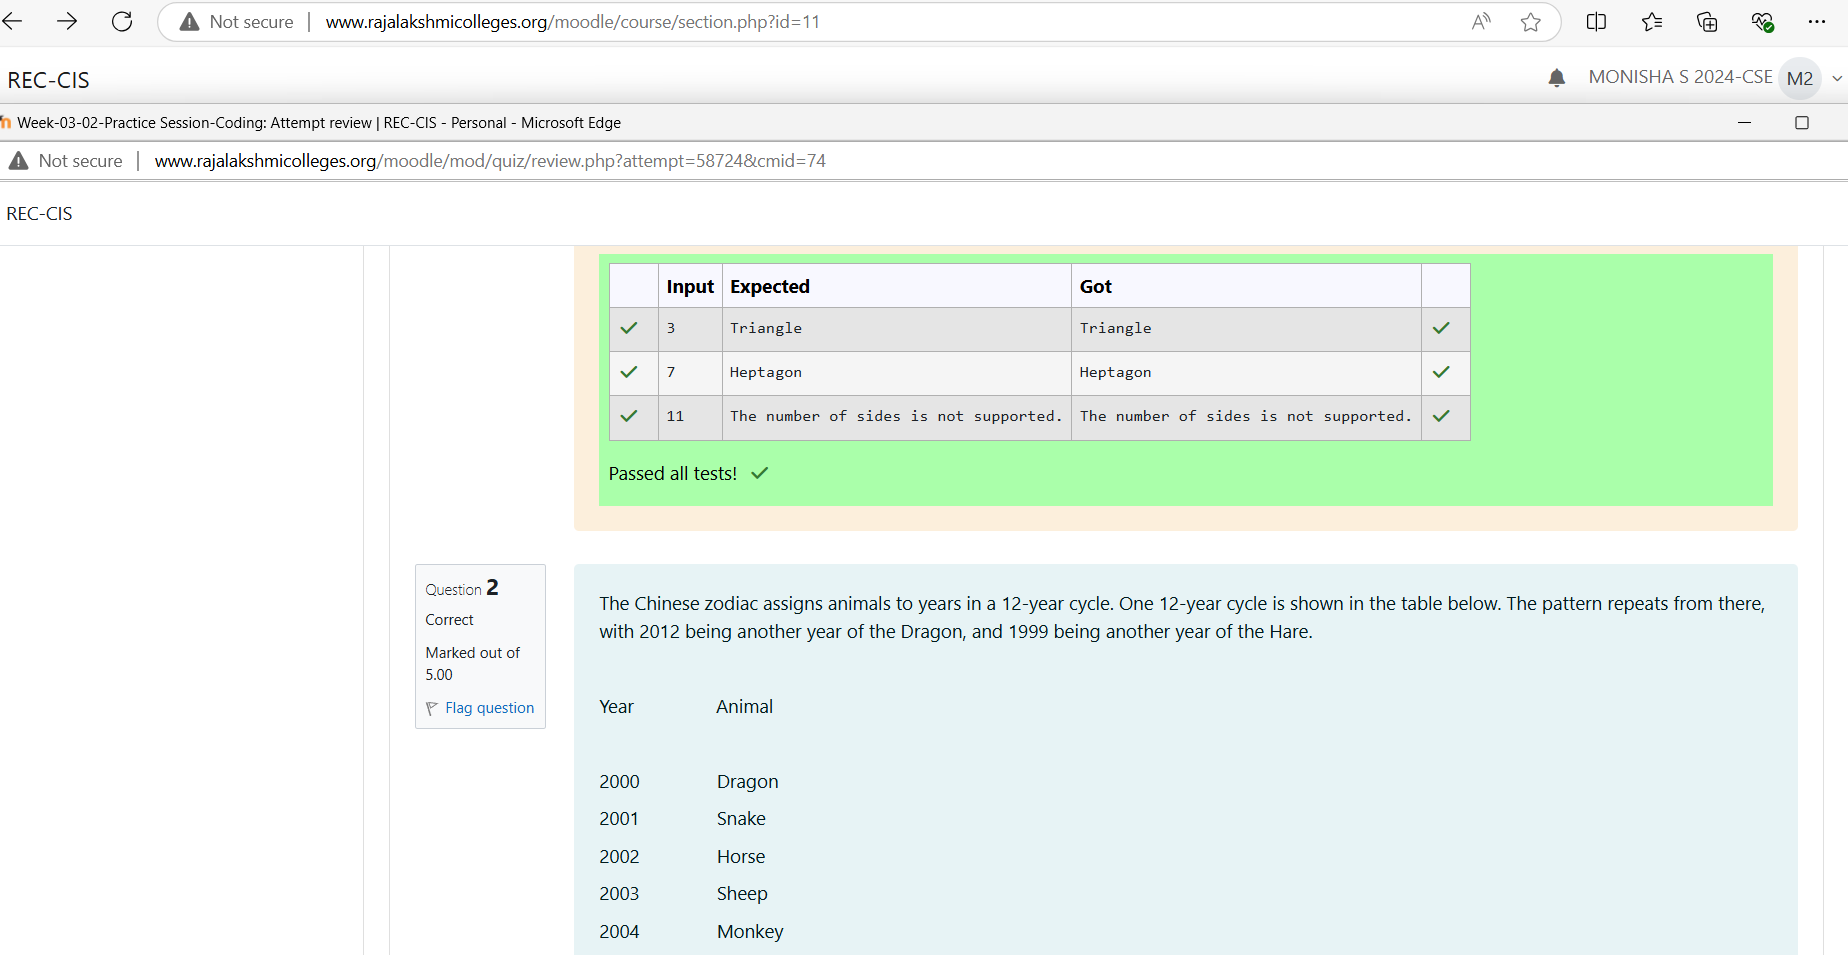 Not secure | www.rajalakshmicolleges.org/moodle/course/section.php?id=11
REC-CIS
MONISHA S 2024-CSE M2
Week-03-02-Practice Session-Coding: Attempt review | REC-CIS - Personal - Microsoft Edge
Not secure | www.rajalakshmicolleges.org/moodle/mod/quiz/review.php?attempt=58724&cmid=74
REC-CIS
Input Expected Got
3 Triangle Triangle
7 Heptagon Heptagon
11 The number of sides is not supported. The number of sides is not supported.
Passed all tests!
Question 2
Correct
Marked out of
5.00
Flag question
The Chinese zodiac assigns animals to years in a 12-year cycle. One 12-year cycle is shown in the table below. The pattern repeats from there,
with 2012 being another year of the Dragon, and 1999 being another year of the Hare.
Year Animal
2000 Dragon
2001 Snake
2002 Horse
2003 Sheep
2004 Monkey